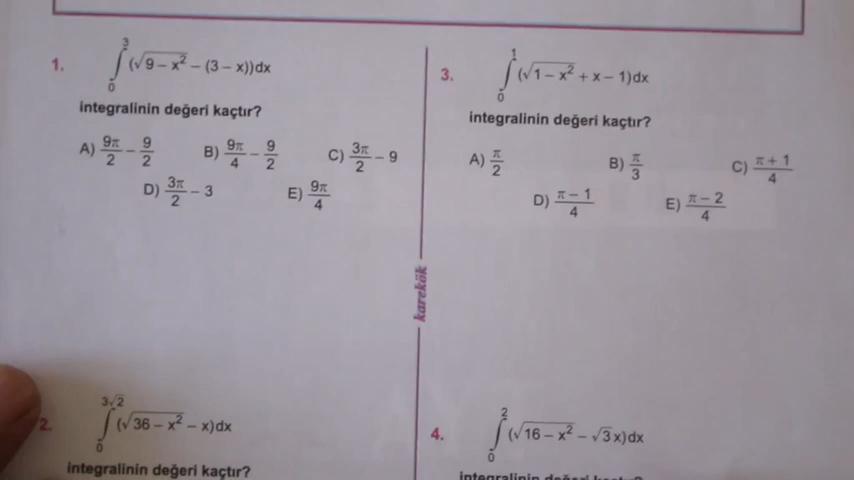 1. ∫₀³ (√(9 – x²) – (3 – x))dx
integralinin değeri kaçtır?
A) 9π/2 – 9/2 B) 9π/4 – 9/2 C) 3π/2 – 9
D) 3π/2 – 3 E) 9π/4
2. ∫₀^(3√2) (√(36 – x²) – x)dx
integralinin değeri kaçtır?
karekök
3. ∫₀¹ (√(1 – x²) + x – 1)dx
integralinin değeri kaçtır?
A) π/2 B) π/3 C) (π + 1)/4
D) (π – 1)/4 E) (π – 2)/4
4. ∫₀² (√(16 – x²) – √3x)dx
integralinin değeri kaçtır?